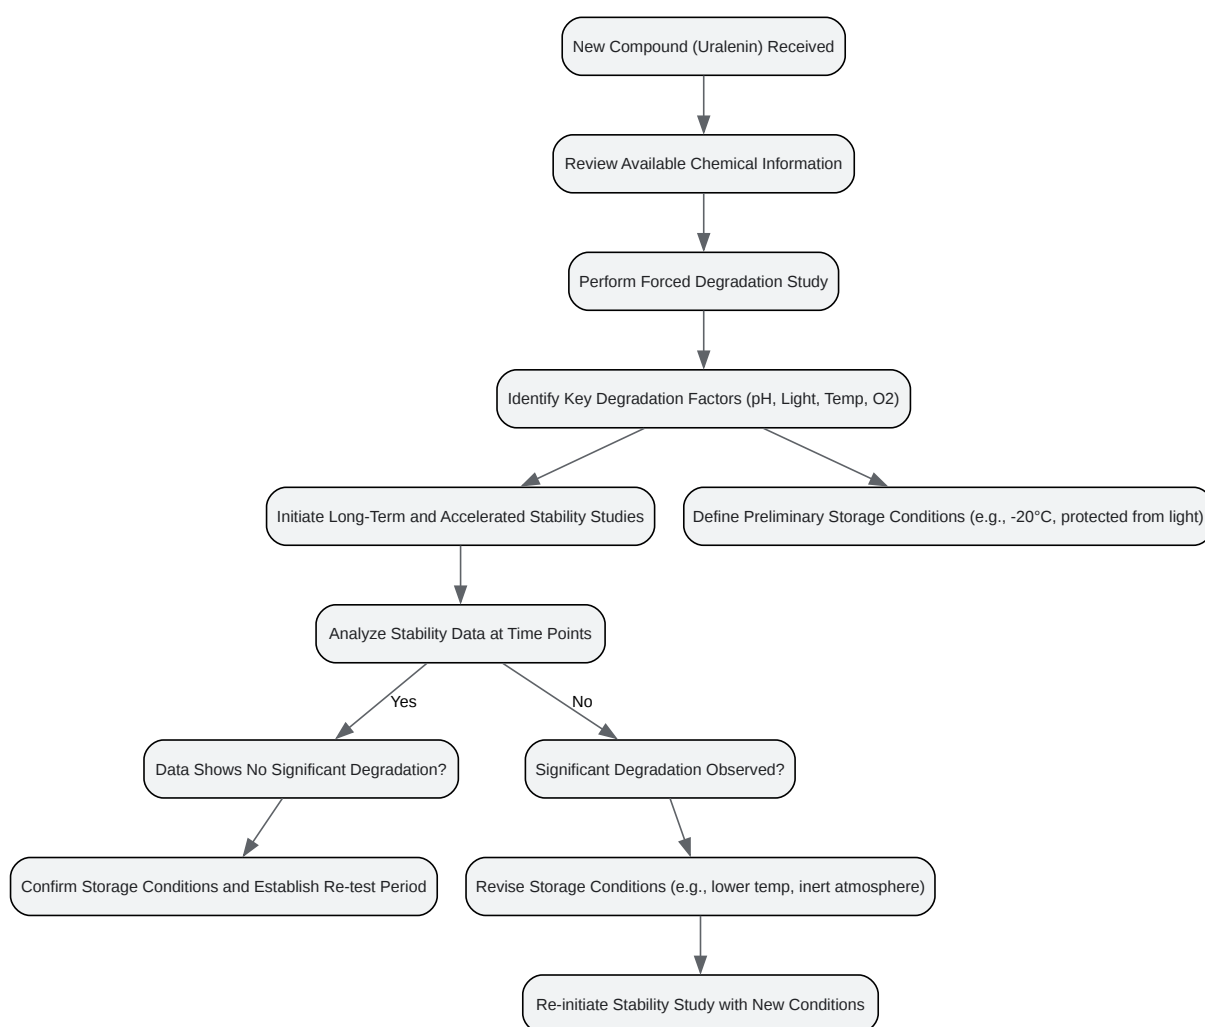 New Compound (Uralenin) Received
Review Available Chemical Information
Perform Forced Degradation Study
Identify Key Degradation Factors (pH, Light, Temp, O2)
Initiate Long-Term and Accelerated Stability Studies
Define Preliminary Storage Conditions (e.g., -20°C, protected from light)
Analyze Stability Data at Time Points
Yes
No
Data Shows No Significant Degradation?
Significant Degradation Observed?
Confirm Storage Conditions and Establish Re-test Period
Revise Storage Conditions (e.g., lower temp, inert atmosphere)
Re-initiate Stability Study with New Conditions